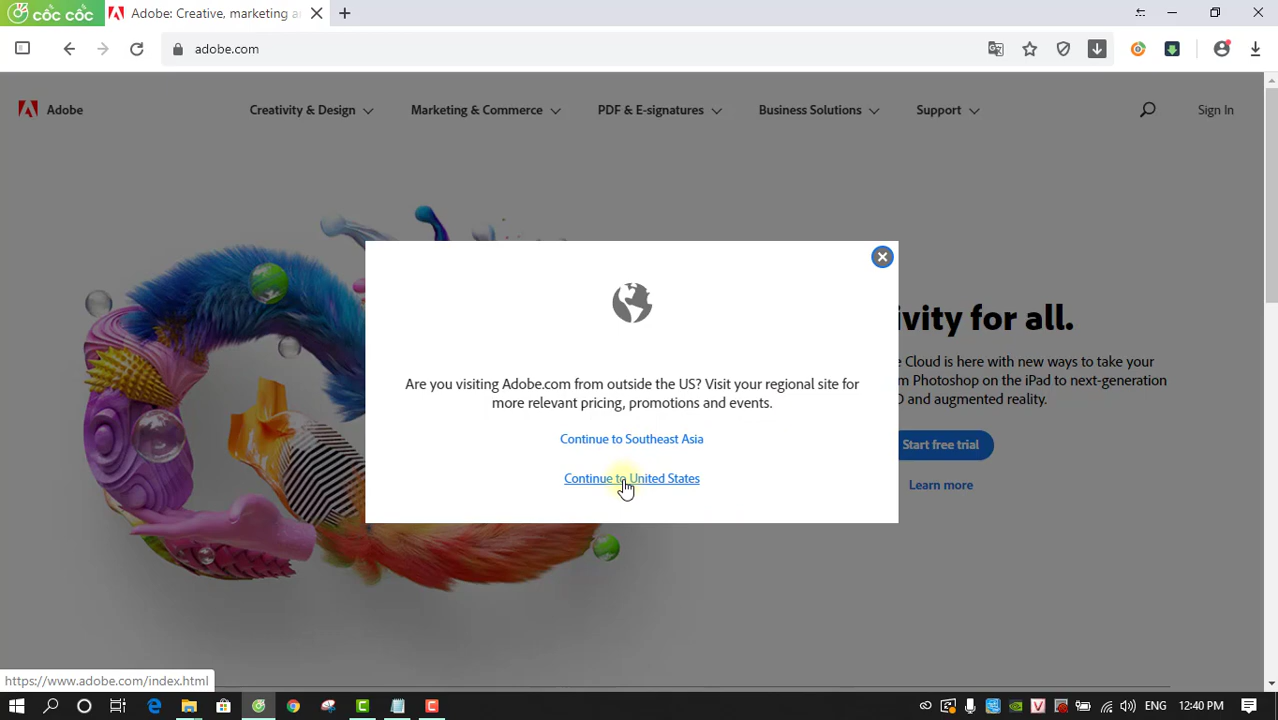 cốc cốc
Adobe: Creative, marketing a
adobe.com
Adobe
Creativity & Design
Marketing & Commerce
PDF & E-signatures
Business Solutions
Support
Sign In
Are you visiting Adobe.com from outside the US? Visit your regional site for
more relevant pricing, promotions and events.
Continue to Southeast Asia
Continue to United States
ivity for all.
e Cloud is here with new ways to take your
m Photoshop on the iPad to next-generation
D and augmented reality.
Start free trial
Learn more
https://www.adobe.com/index.html
12:40 PM